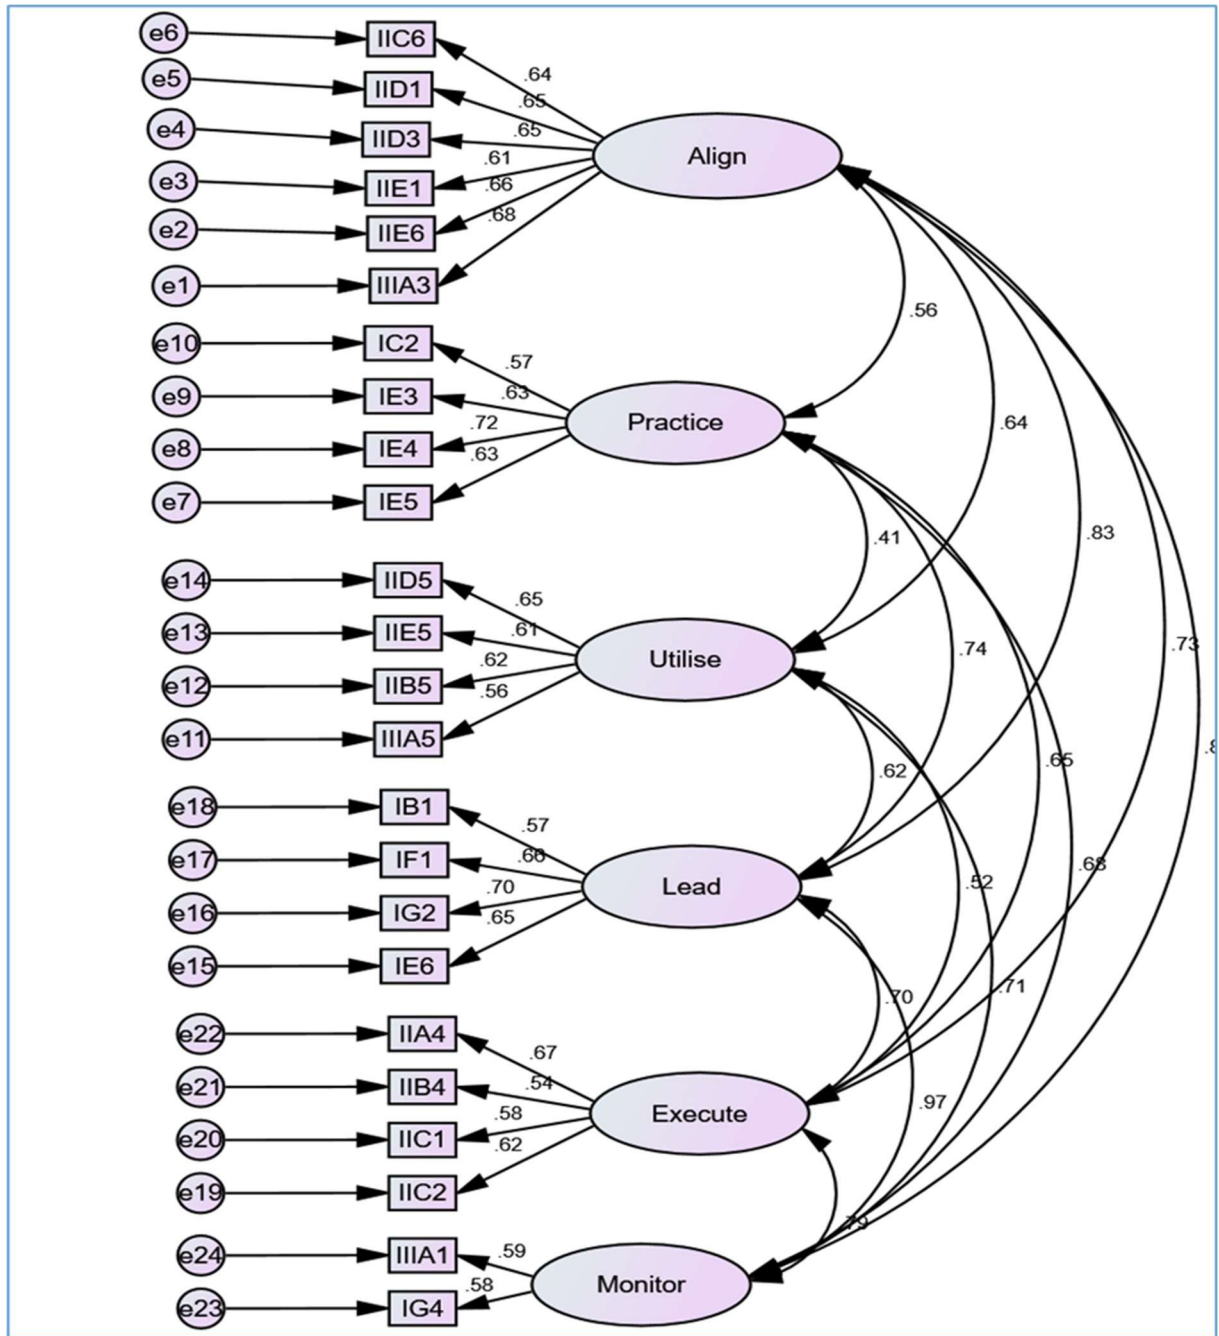 e6 IIC6
.64
e5 IID1
.65
e4 IID3
.65
Align
.61
e3 IIE1
.66
e2 IIE6
.68
e1 IIIA3
.56
e10 IC2
.57
e9 IE3
.63
.72
Practice
.64
e8 IE4
.63
e7 IE5
.83
.41
e14 IID5
.65
e13 IIE5
.61
.74
.73
.62
Utilise
e12 IIB5
.56
e11 IIIA5
.65
.62
e18 IB1
.57
e17 IF1
.66
.68
.70
Lead
.52
e16 IG2
.65
e15 IE6
.71
.70
e22 IIA4
.67
e21 IIB4
.54
.97
.58
Execute
e20 IIC1
.62
e19 IIC2
.79
e24 IIIA1
.59
.58
Monitor
e23 IG4